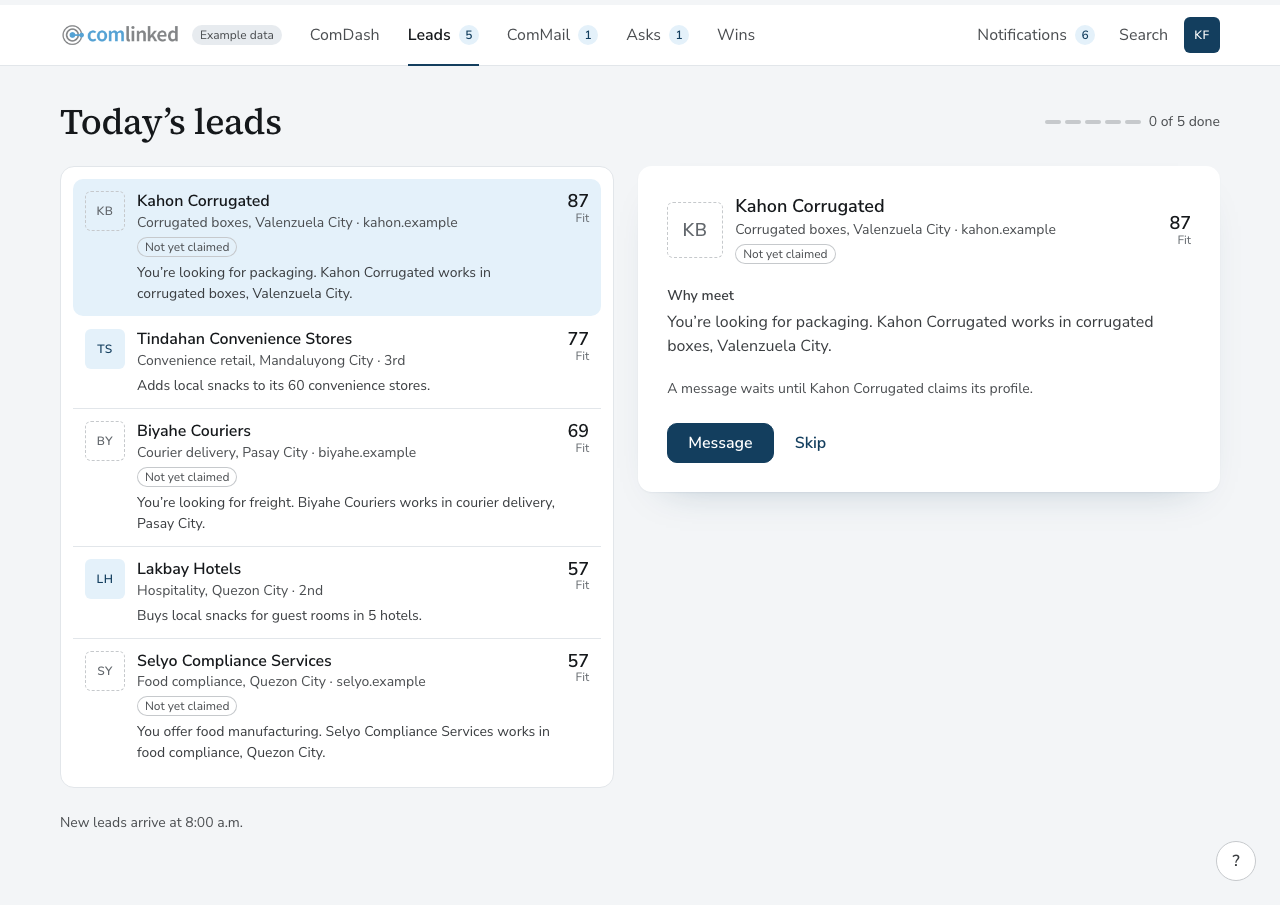 comlinked Example data ComDash Leads 5 ComMail 1 Asks 1 Wins Notifications 6 Search KF
Today’s leads
0 of 5 done
KB
Kahon Corrugated
87
Corrugated boxes, Valenzuela City · kahon.example
Fit
Not yet claimed
You’re looking for packaging. Kahon Corrugated works in
corrugated boxes, Valenzuela City.
TS
Tindahan Convenience Stores
77
Convenience retail, Mandaluyong City · 3rd
Fit
Adds local snacks to its 60 convenience stores.
BY
Biyahe Couriers
69
Courier delivery, Pasay City · biyahe.example
Fit
Not yet claimed
You’re looking for freight. Biyahe Couriers works in courier delivery,
Pasay City.
LH
Lakbay Hotels
57
Hospitality, Quezon City · 2nd
Fit
Buys local snacks for guest rooms in 5 hotels.
SY
Selyo Compliance Services
57
Food compliance, Quezon City · selyo.example
Fit
Not yet claimed
You offer food manufacturing. Selyo Compliance Services works in
food compliance, Quezon City.
New leads arrive at 8:00 a.m.
KB
Kahon Corrugated
87
Corrugated boxes, Valenzuela City · kahon.example
Fit
Not yet claimed
Why meet
You’re looking for packaging. Kahon Corrugated works in corrugated
boxes, Valenzuela City.
A message waits until Kahon Corrugated claims its profile.
Message Skip
?